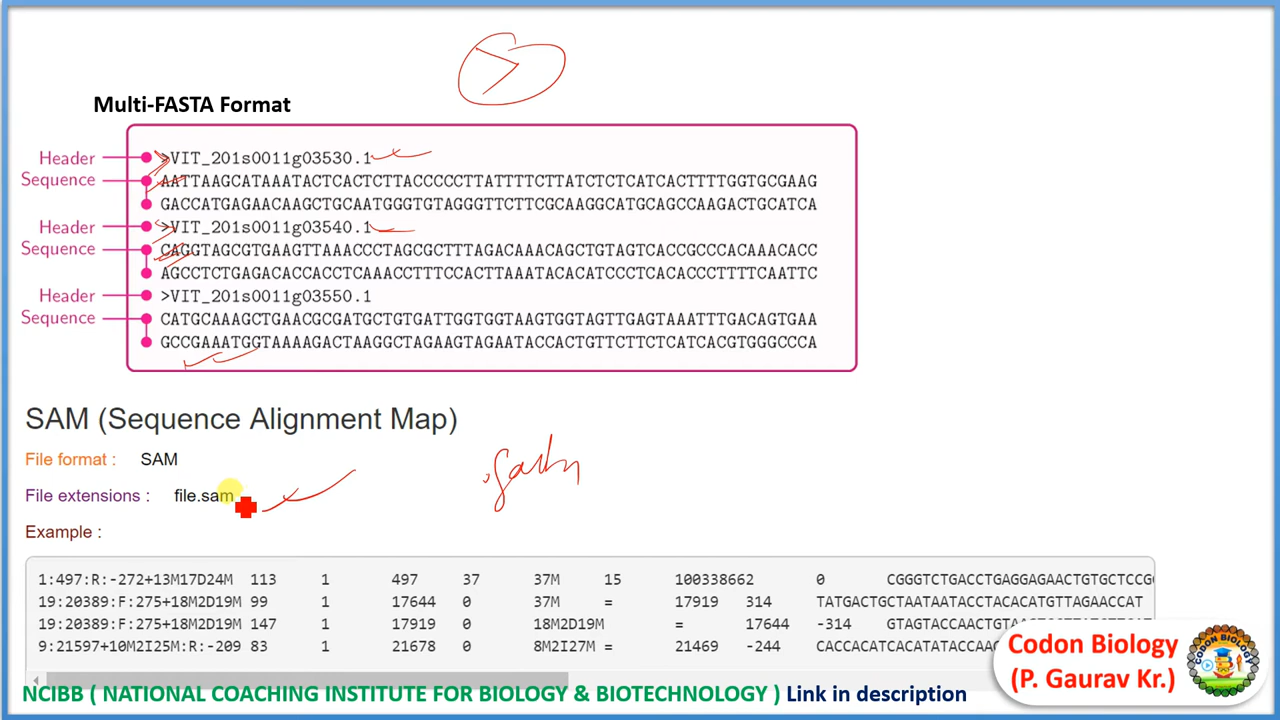 Multi-FASTA Format
Header >VIT_201s0011g03530.1
Sequence AATTAAGCATAAATACTCACTCTTACCCCCTTATTTTCTTATCTCTCATCACTTTTGGTGCGAAG
GACCATGAGAACAAGCTGCAATGGGTGTAGGGTTCTTCGCAAGGCATGCAGCCAAGACTGCATCA
Header >VIT_201s0011g03540.1
Sequence CAGGTAGCGTGAAGTTAAACCCTAGCGCTTTAGACAAACAGCTGTAGTCACCGCCCACAAACACC
AGCCTCTGAGACACCACCTCAAACCTTTCCACTTAAATACACATCCCTCACACCCTTTTCAATTC
Header >VIT_201s0011g03550.1
Sequence CATGCAAAGCTGAACGCGATGCTGTGATTGGTGGTAAGTGGTAGTTGAGTAAATTTGACAGTGAA
GCCGAAATGGTAAAAGACTAAGGCTAGAAGTAGAATACCACTGTTCTTCTCATCACGTGGGCCCA
SAM (Sequence Alignment Map)
File format : SAM
File extensions : file.sam
Example :
1:497:R:-272+13M17D24M 113 1 497 37 37M 15 100338662 0 CGGGTCTGACCTGAGGAGAACTGTGCTCCG
19:20389:F:275+18M2D19M 99 1 17644 0 37M = 17919 314 TATGACTGCTAATAATACCTACACATGTTAGAACCAT
19:20389:F:275+18M2D19M 147 1 17919 0 18M2D19M = 17644 -314
9:21597+10M2I25M:R:-209 83 1 21678 0 8M2I27M = 21469 -244 CACCACATCACATATACCAAG
Codon Biology
(P. Gaurav Kr.)
CODON BIOLOGY
NCIBB ( NATIONAL COACHING INSTITUTE FOR BIOLOGY & BIOTECHNOLOGY ) Link in description